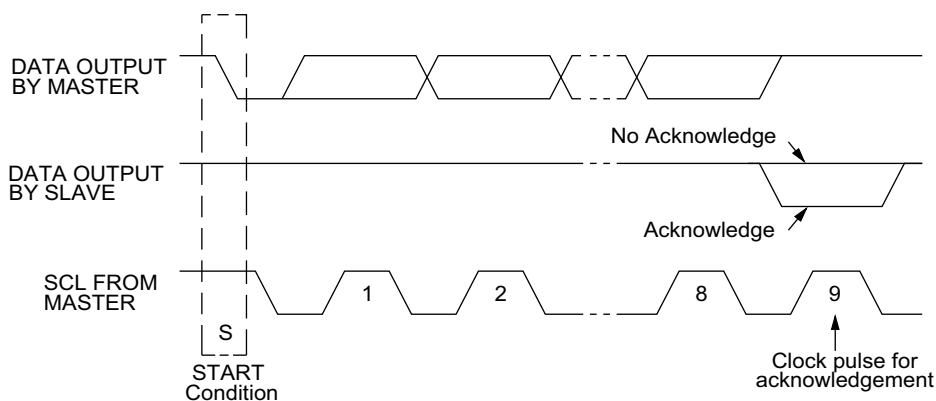 DATA OUTPUT
BY MASTER
No Acknowledge
DATA OUTPUT
BY SLAVE
Acknowledge
SCL FROM
MASTER
1
2
8
9
S
START
Condition
Clock pulse for
acknowledgement